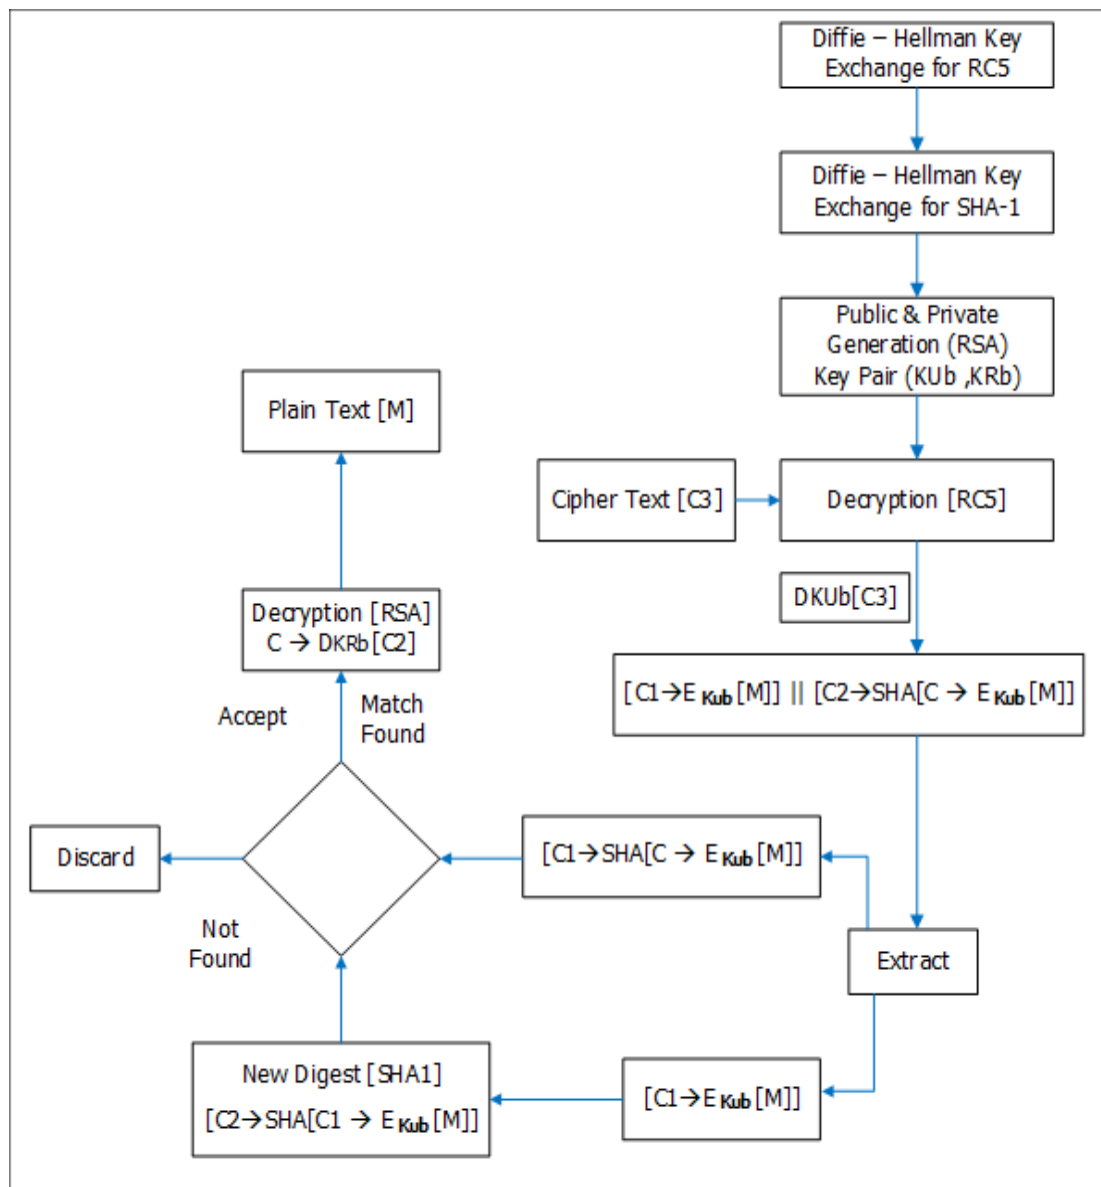 Diffie – Hellman Key
Exchange for RC5
Diffie – Hellman Key
Exchange for SHA-1
Public & Private
Generation (RSA)
Key Pair (KUb ,KRb)
Plain Text [M]
Cipher Text [C3]
Decryption [RC5]
DKUb[C3]
Decryption [RSA]
C → DKRb[C2]
[C1→E Kub[M]] || [C2→SHA[C → E Kub[M]]
Accept
Match
Found
Discard
[C1→SHA[C → E Kub[M]]
Not
Found
Extract
New Digest [SHA1]
[C2→SHA[C1 → E Kub[M]]
[C1→E Kub[M]]